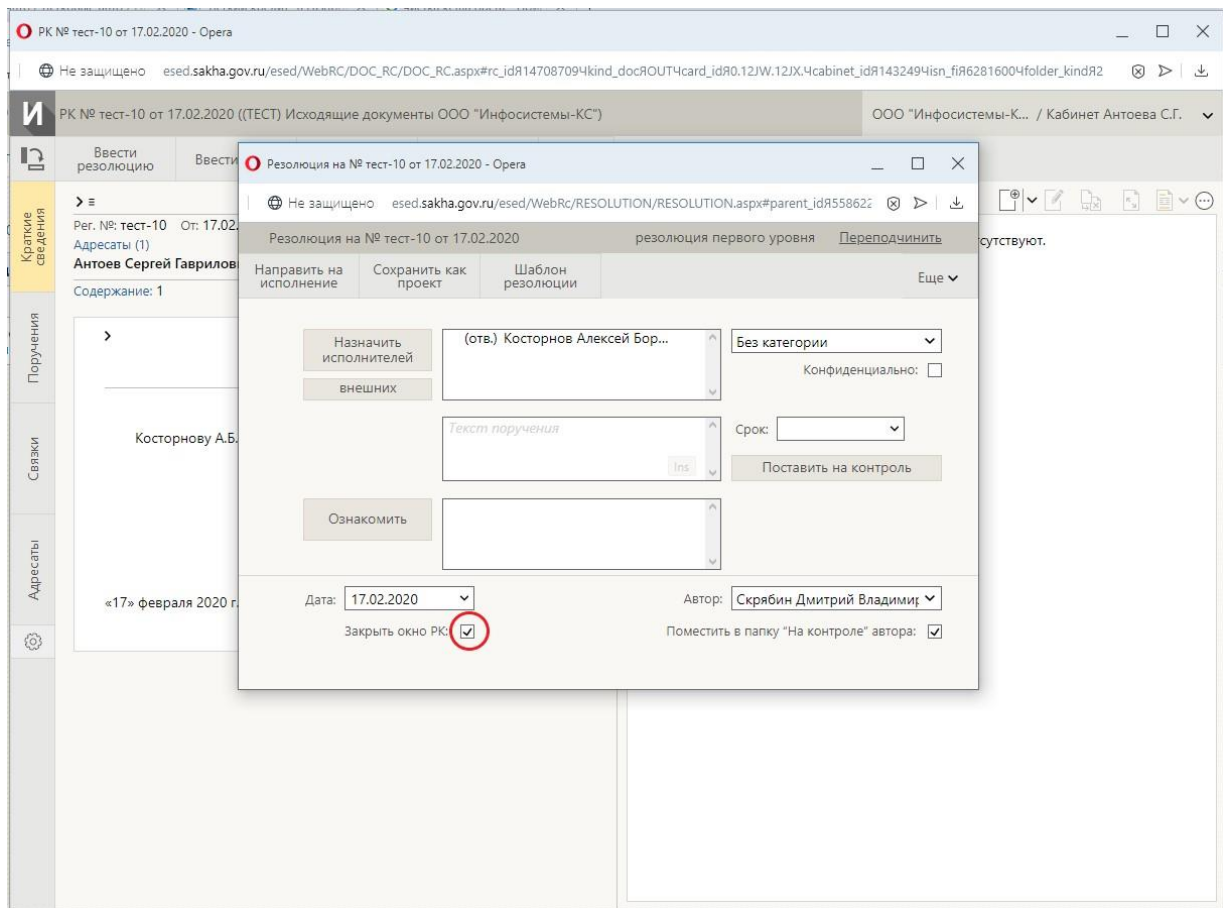 РК № тест-10 от 17.02.2020 - Opera
Не защищено esed.sakha.gov.ru/esed/WebRC/DOC_RC/DOC_RC.aspx#rc_idЯ14708709Чkind_docЯOUTЧcard_idЯ0.12JW.12JX.Чcabinet_idЯ143249Чisn_fiЯ6281600Чfolder_kindЯ2
И РК № тест-10 от 17.02.2020 ((ТЕСТ) Исходящие документы ООО "Инфосистемы-КС") ООО "Инфосистемы-К... / Кабинет Антоева С.Г.
Ввести
резолюцию
Ввести
Краткие
сведения
Поручения
Связки
Адресаты
Рег. №: тест-10 От: 17.02.
Адресаты (1)
Антоев Сергей Гаврилов
Содержание: 1
Косторнову А.Б.
«17» февраля 2020 г.
сутствуют.
Резолюция на № тест-10 от 17.02.2020 - Opera
Не защищено esed.sakha.gov.ru/esed/WebRc/RESOLUTION/RESOLUTION.aspx#parent_idЯ558622
Резолюция на № тест-10 от 17.02.2020 резолюция первого уровня Переподчинить
Направить на
исполнение
Сохранить как
проект
Шаблон
резолюции
Еще
Назначить
исполнителей
внешних
(отв.) Косторнов Алексей Бор...
Без категории
Конфиденциально:
Текст поручения
Ins
Срок:
Поставить на контроль
Ознакомить
Дата: 17.02.2020
Автор: Скрябин Дмитрий Владимир
Закрыть окно РК:
Поместить в папку "На контроле" автора: